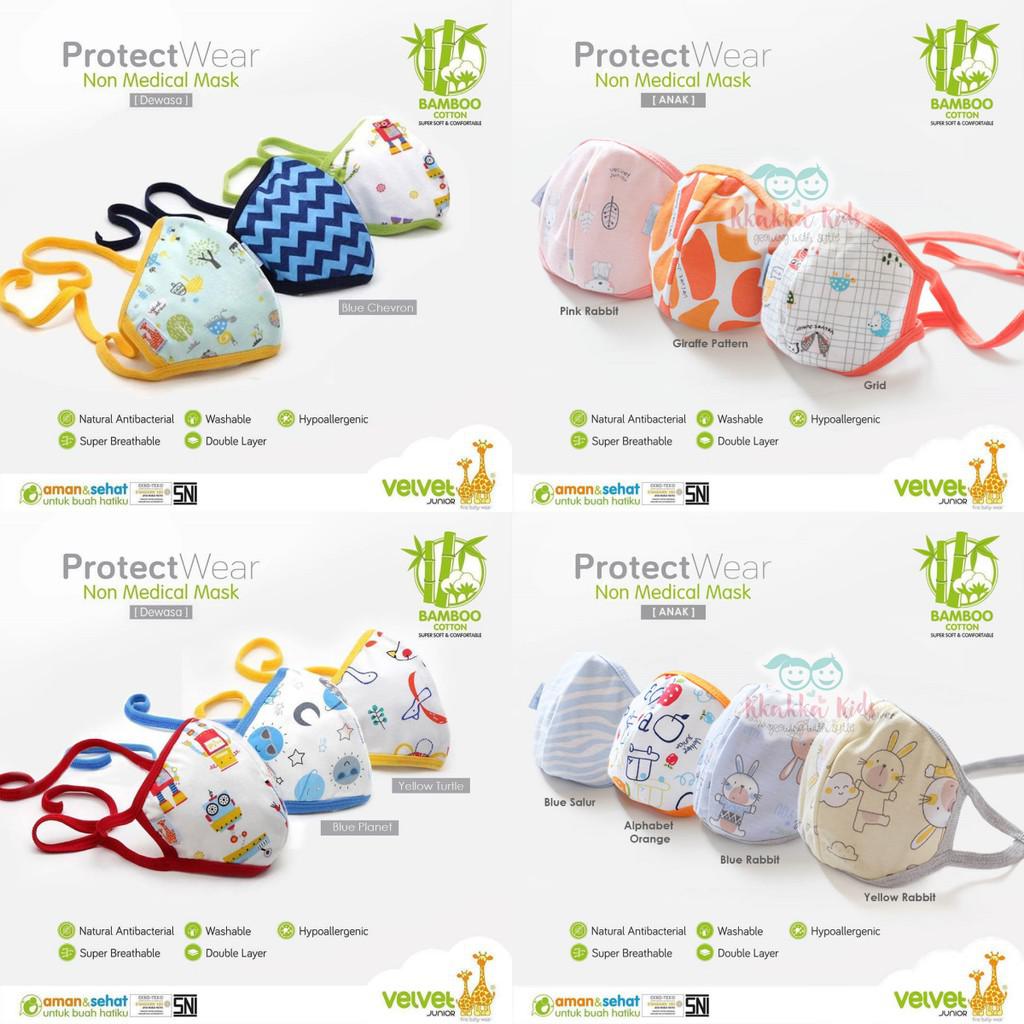 ProtectWear
Non Medical Mask
[ Dewasa ]
BAMBOO
COTTON
SUPER SOFT & COMFORTABLE
Blue Chevron
Natural Antibacterial
Washable
Hypoallergenic
Super Breathable
Double Layer
aman&sehat
untuk buah hatiku
SNI
velvet
JUNIOR
ProtectWear
Non Medical Mask
[ ANAK ]
BAMBOO
COTTON
SUPER SOFT & COMFORTABLE
Kkakka Kids
growing with style
Pink Rabbit
Giraffe Pattern
Grid
Natural Antibacterial
Washable
Hypoallergenic
Super Breathable
Double Layer
aman&sehat
untuk buah hatiku
SNI
velvet
JUNIOR
ProtectWear
Non Medical Mask
[ Dewasa ]
BAMBOO
COTTON
SUPER SOFT & COMFORTABLE
Yellow Turtle
Blue Planet
Natural Antibacterial
Washable
Hypoallergenic
Super Breathable
Double Layer
aman&sehat
untuk buah hatiku
SNI
velvet
JUNIOR
ProtectWear
Non Medical Mask
[ ANAK ]
BAMBOO
COTTON
SUPER SOFT & COMFORTABLE
Kkakka Kids
growing with style
Blue Salur
Alphabet
Orange
Blue Rabbit
Yellow Rabbit
Natural Antibacterial
Washable
Hypoallergenic
Super Breathable
Double Layer
aman&sehat
untuk buah hatiku
SNI
velvet
JUNIOR